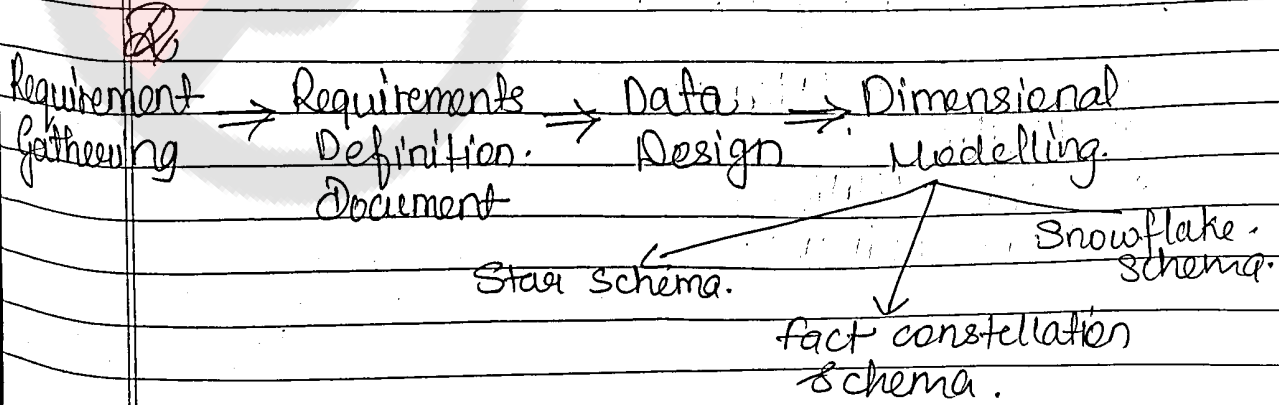 Requirement ⇒ Requirements ⇒ Data ⇒ Dimensional
Gathering Definition. Design Modelling.
Document
Snowflake.
schema.
Star schema.
fact constellation
schema.